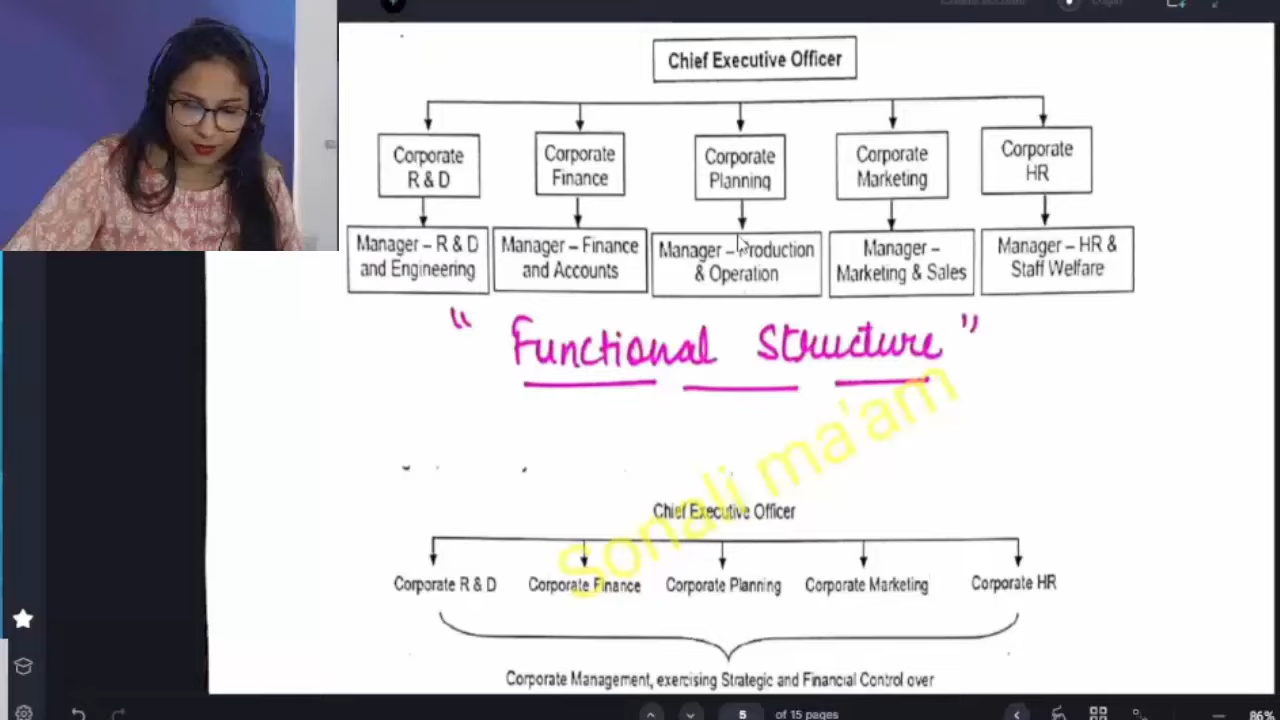 Chief Executive Officer
Corporate
R & D
Corporate
Finance
Corporate
Planning
Corporate
Marketing
Corporate
HR
Manager – R & D
and Engineering
Manager – Finance
and Accounts
Manager – Production
& Operation
Manager –
Marketing & Sales
Manager – HR &
Staff Welfare
" Functional Structure "
Sonali ma'am
Chief Executive Officer
Corporate R & D Corporate Finance Corporate Planning Corporate Marketing Corporate HR
Corporate Management, exercising Strategic and Financial Control over
5 of 15 pages
86%